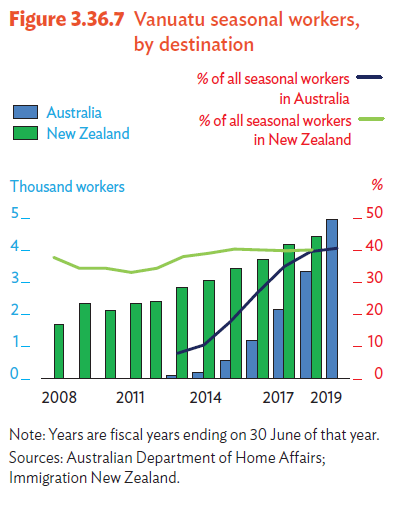 Figure 3.36.7 Vanuatu seasonal workers,
by destination
% of all seasonal workers
in Australia
% of all seasonal workers
in New Zealand
Australia
New Zealand
Thousand workers
%
5
50
4
40
3
30
2
20
1
10
0
0
2008 2011 2014 2017 2019
Note: Years are fiscal years ending on 30 June of that year.
Sources: Australian Department of Home Affairs;
Immigration New Zealand.